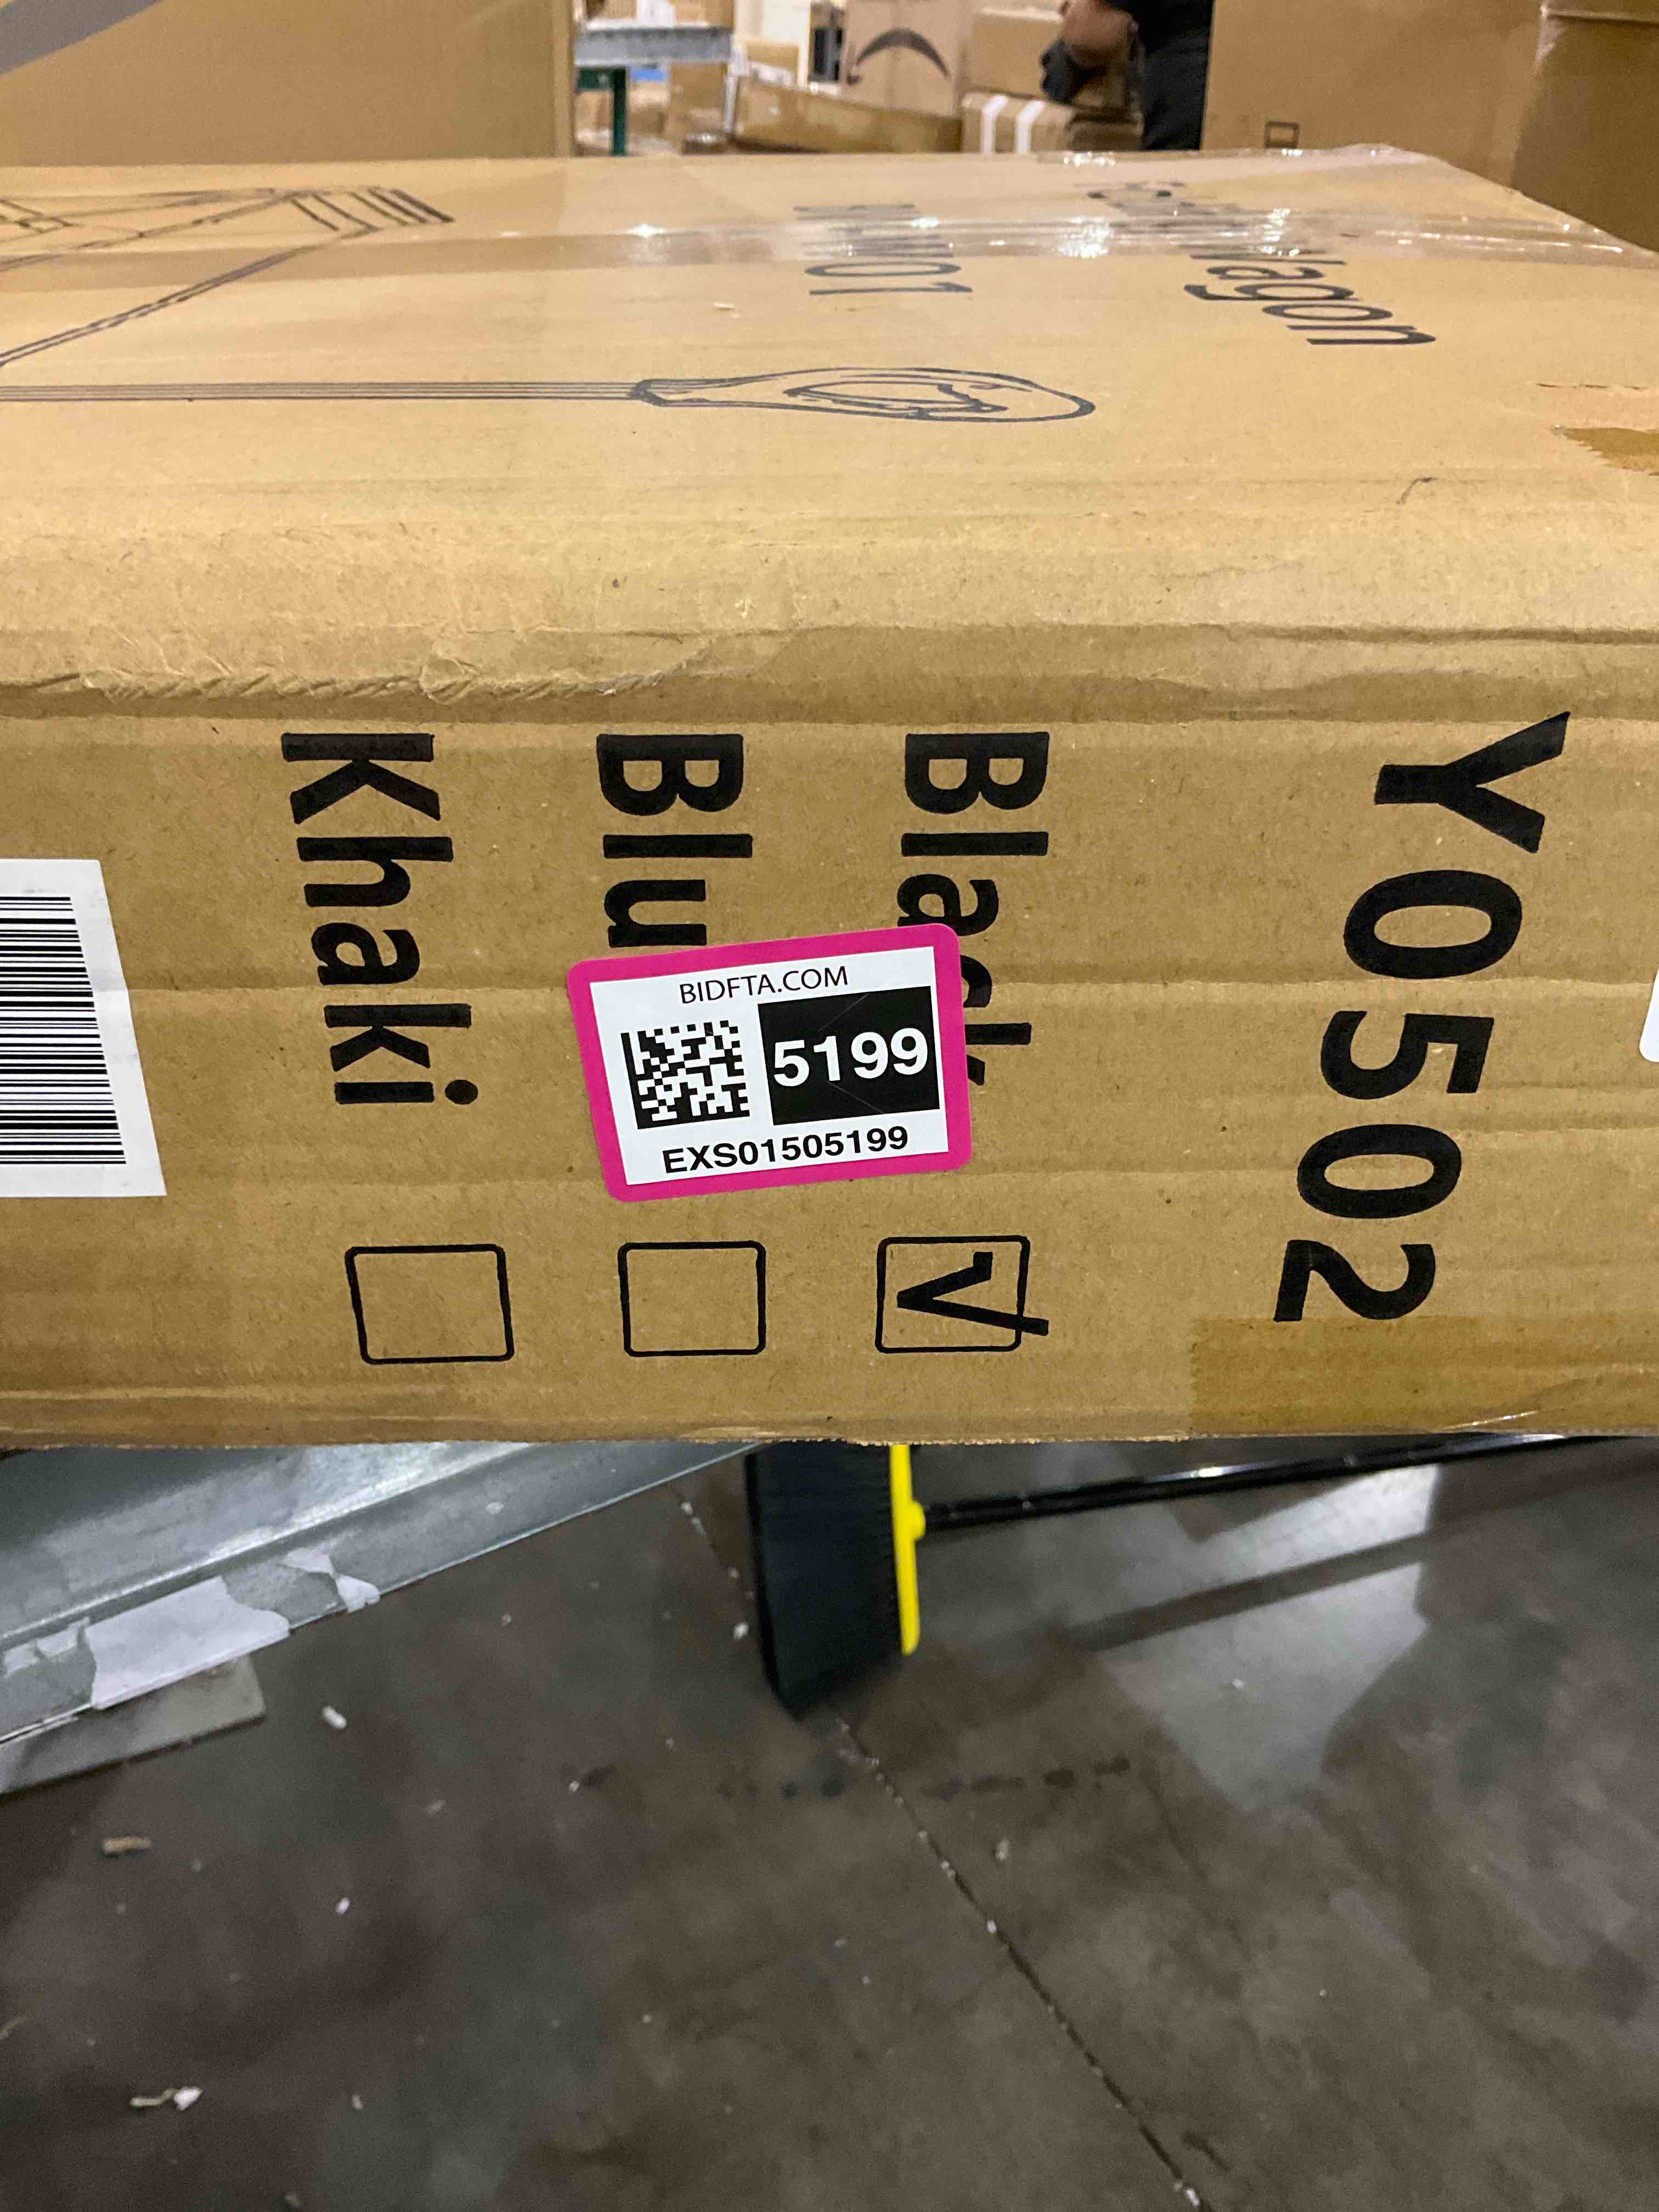 Wagon
Y0502
Black √
Blu
Khaki
BIDFTA.COM
5199
EXS01505199